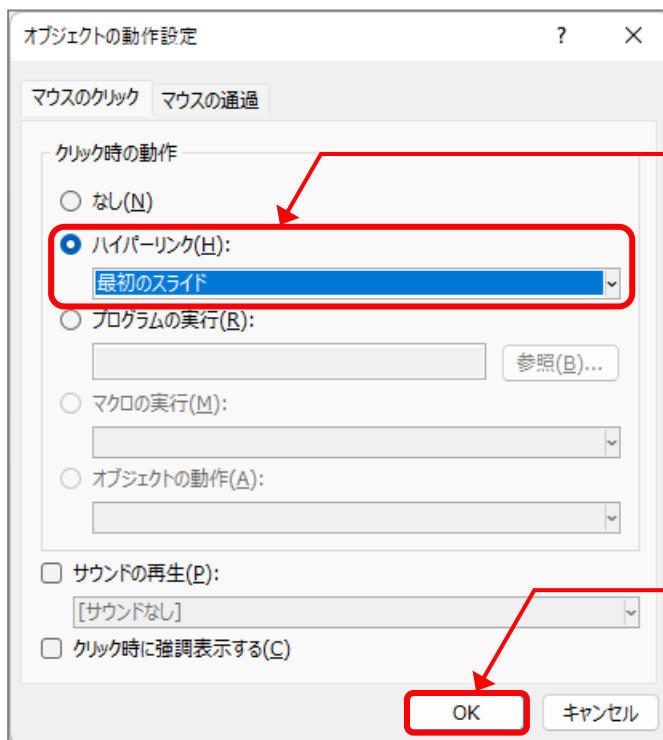 オブジェクトの動作設定 ? ×
マウスのクリック マウスの通過
クリック時の動作
なし(N)
ハイパーリンク(H):
最初のスライド
プログラムの実行(R):
参照(B)...
マクロの実行(M):
オブジェクトの動作(A):
サウンドの再生(P):
[サウンドなし]
クリック時に強調表示する(C)
OK キャンセル